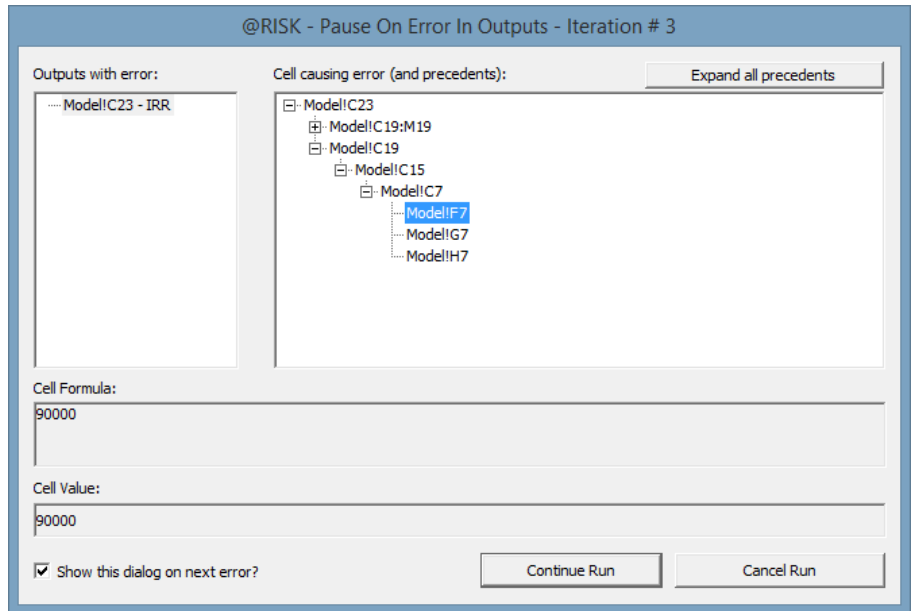 @RISK - Pause On Error In Outputs - Iteration # 3
Outputs with error:
Cell causing error (and precedents):
Expand all precedents
Model!C23 - IRR
Model!C23
Model!C19:M19
Model!C19
Model!C15
Model!C7
Model!F7
Model!G7
Model!H7
Cell Formula:
90000
Cell Value:
90000
Show this dialog on next error?
Continue Run
Cancel Run